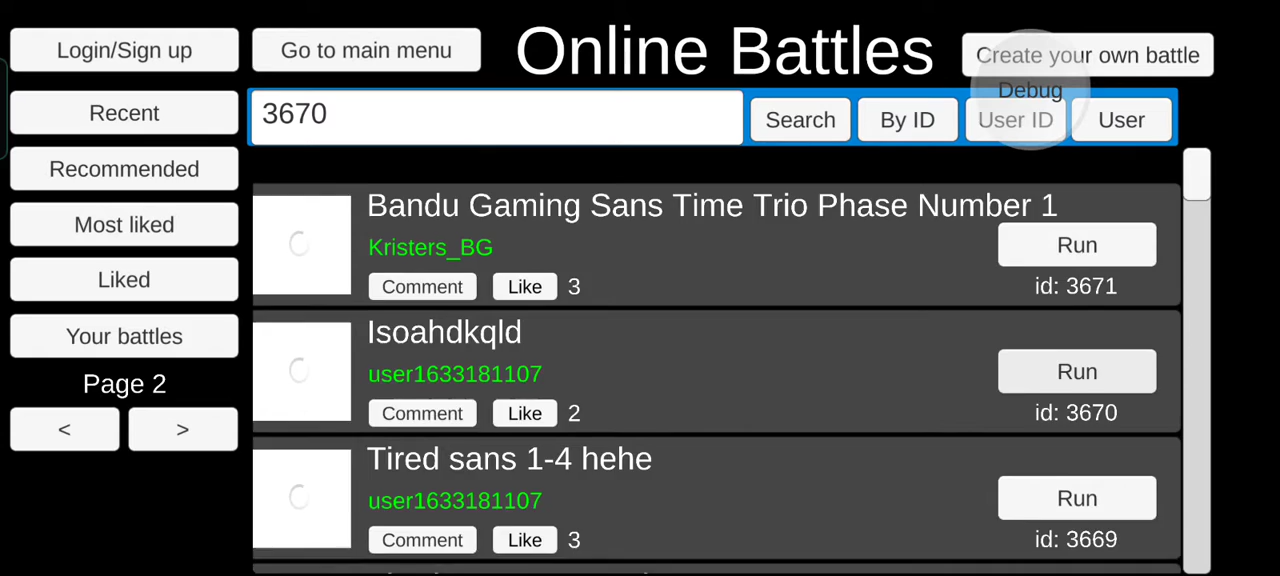 Login/Sign up
Go to main menu
Online Battles
Create your own battle
Debug
Recent
3670
Search
By ID
User ID
User
Recommended
Most liked
Liked
Your battles
Page 2
<
>
Bandu Gaming Sans Time Trio Phase Number 1
Kristers_BG
Run
Comment
Like
3
id: 3671
Isoahdkqld
user1633181107
Run
Comment
Like
2
id: 3670
Tired sans 1-4 hehe
user1633181107
Run
Comment
Like
3
id: 3669